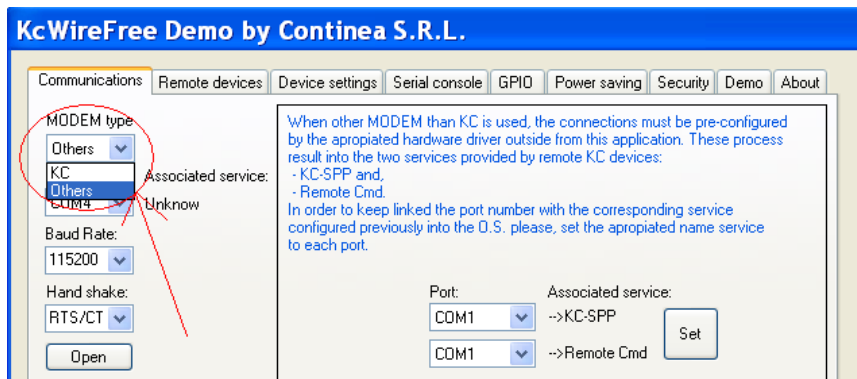 KcWireFree Demo by Continea S.R.L.
Communications Remote devices Device settings Serial console GPIO Power saving Security Demo About
MODEM type
Others
KC
Others
Associated service:
COM4 Unknow
Baud Rate:
115200
Hand shake:
RTS/CT
Open
When other MODEM than KC is used, the connections must be pre-configured
by the apropiated hardware driver outside from this application. These process
result into the two services provided by remote KC devices:
- KC-SPP and,
- Remote Cmd.
In order to keep linked the port number with the corresponding service
configured previously into the O.S. please, set the apropiated name service
to each port.
Port: Associated service:
COM1 -->KC-SPP
COM1 -->Remote Cmd
Set